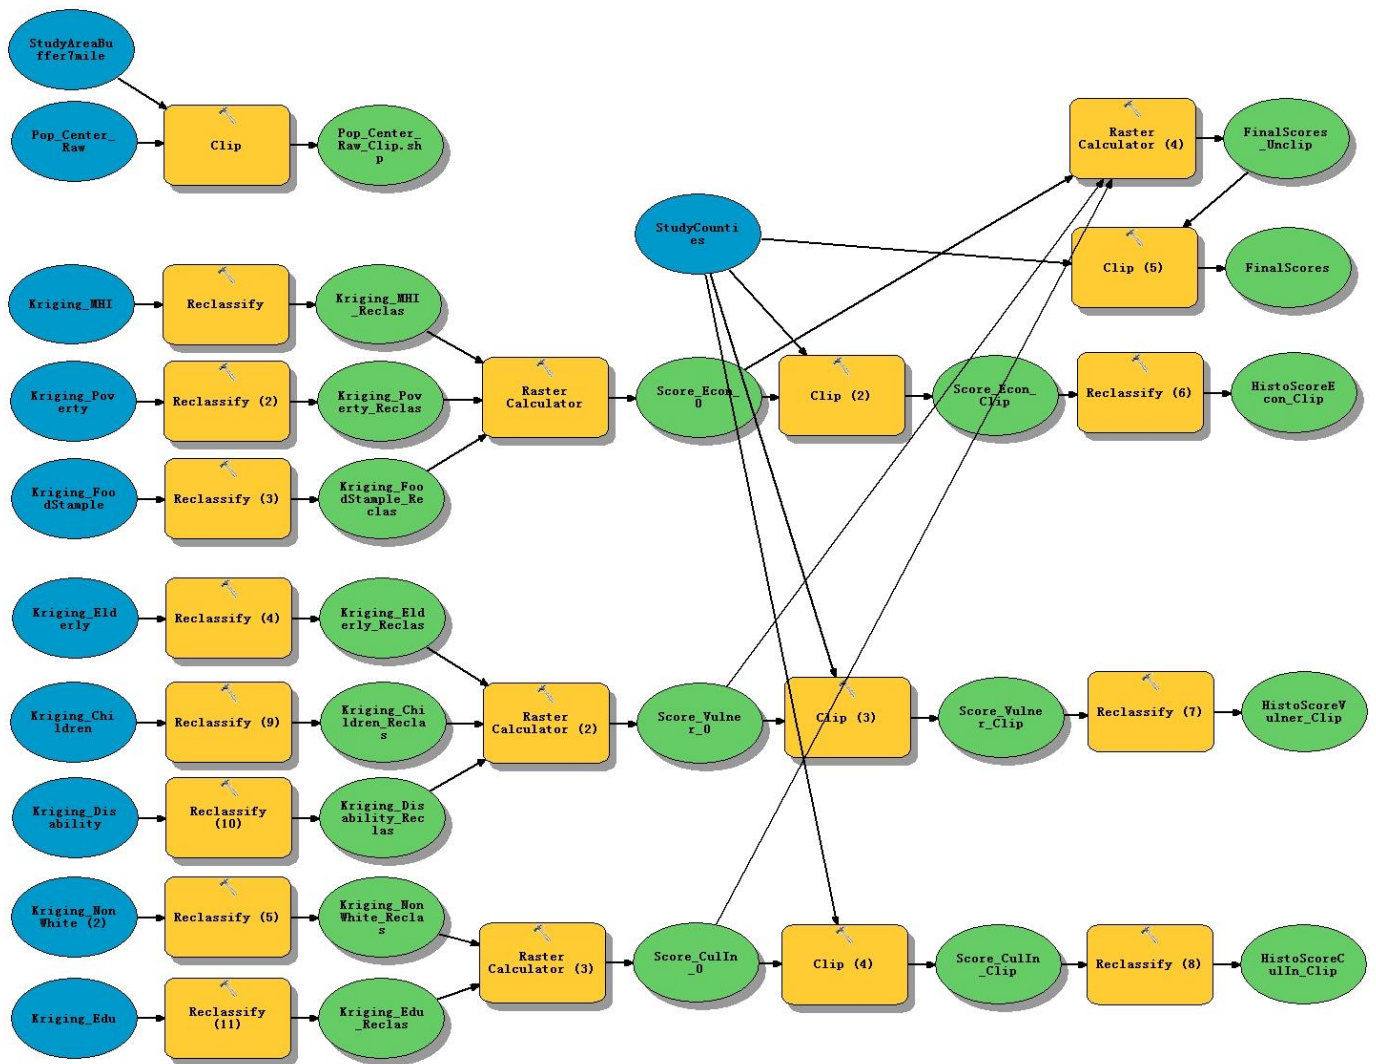 StudyAreaBu
ffer7mile
Pop_Center_
Raw
Clip
Pop_Center_
Raw_Clip.sh
p
Raster
Calculator (4)
FinalScores
_Unclip
StudyCounti
es
Clip (5)
FinalScores
Kriging_MHI
Reclassify
Kriging_MHI
_Reclas
Kriging_Pov
erty
Reclassify (2)
Kriging_Pov
erty_Reclas
Raster
Calculator
Score_Econ_
0
Clip (2)
Score_Econ_
Clip
Reclassify (6)
HistoScoreE
con_Clip
Kriging_Foo
dStample
Reclassify (3)
Kriging_Foo
dStample_Re
clas
Kriging_Eld
erly
Reclassify (4)
Kriging_Eld
erly_Reclas
Kriging_Chi
ldren
Reclassify (9)
Kriging_Chi
ldren_Recla
s
Raster
Calculator (2)
Score_Vulne
r_0
Clip (3)
Score_Vulne
r_Clip
Reclassify (7)
HistoScoreV
ulner_Clip
Kriging_Dis
ability
Reclassify
(10)
Kriging_Dis
ability_Rec
las
Kriging_Non
White (2)
Reclassify (5)
Kriging_Non
White_Recla
s
Raster
Calculator (3)
Score_CulIn
_0
Clip (4)
Score_CulIn
_Clip
Reclassify (8)
HistoScoreC
ulIn_Clip
Kriging_Edu
Reclassify
(11)
Kriging_Edu
_Reclas